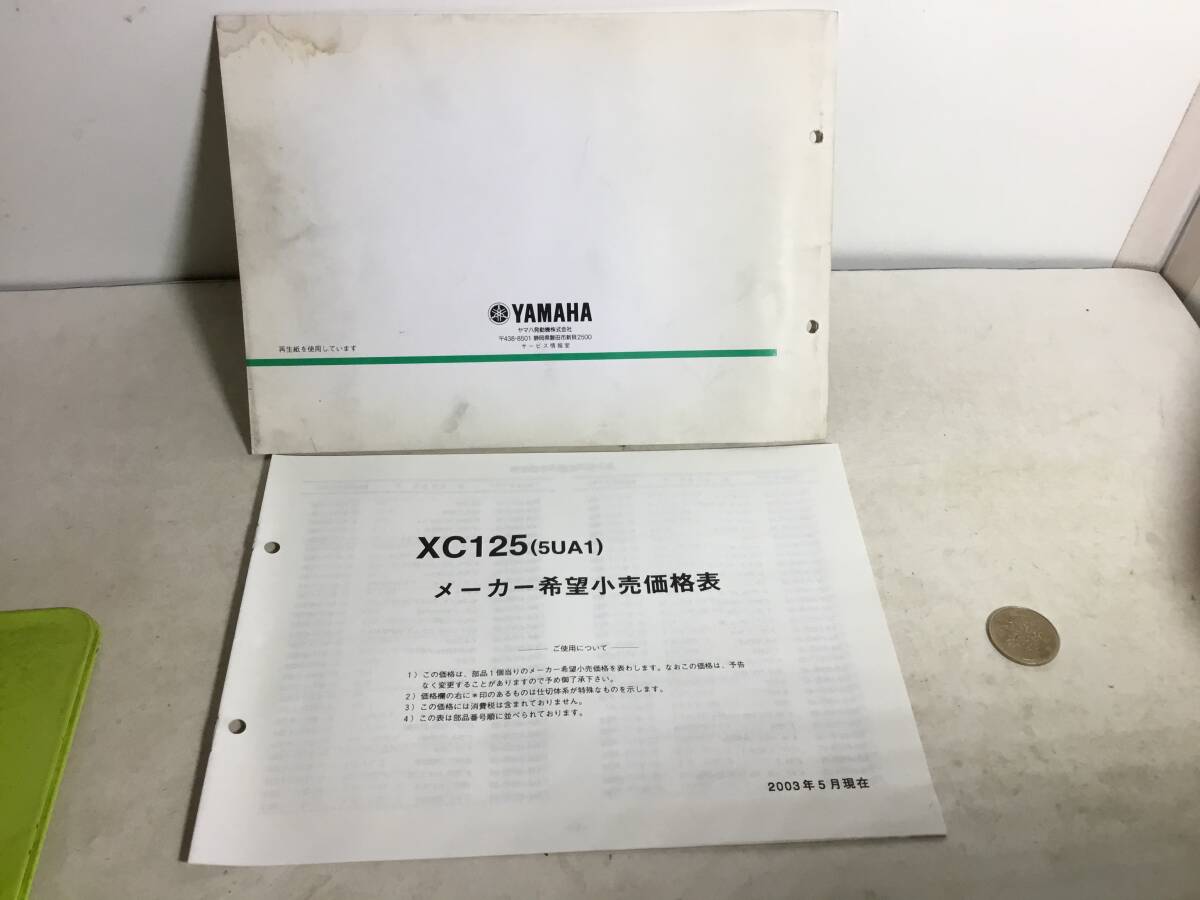 YAMAHA
ヤマハ発動機株式会社
〒438-8501 静岡県磐田市新貝2500
サービス情報室
再生紙を使用しています
XC125(5UA1)
メーカー希望小売価格表
ご使用について
1）この価格は、部品1個当りのメーカー希望小売価格を表わします。なおこの価格は、予告
なく変更することがありますので予め御了承下さい。
2）価格欄の右に＊印のあるものは仕切体系が特殊なものを示します。
3）この価格には消費税は含まれておりません。
4）この表は部品番号順に並べられております。
2003年5月現在